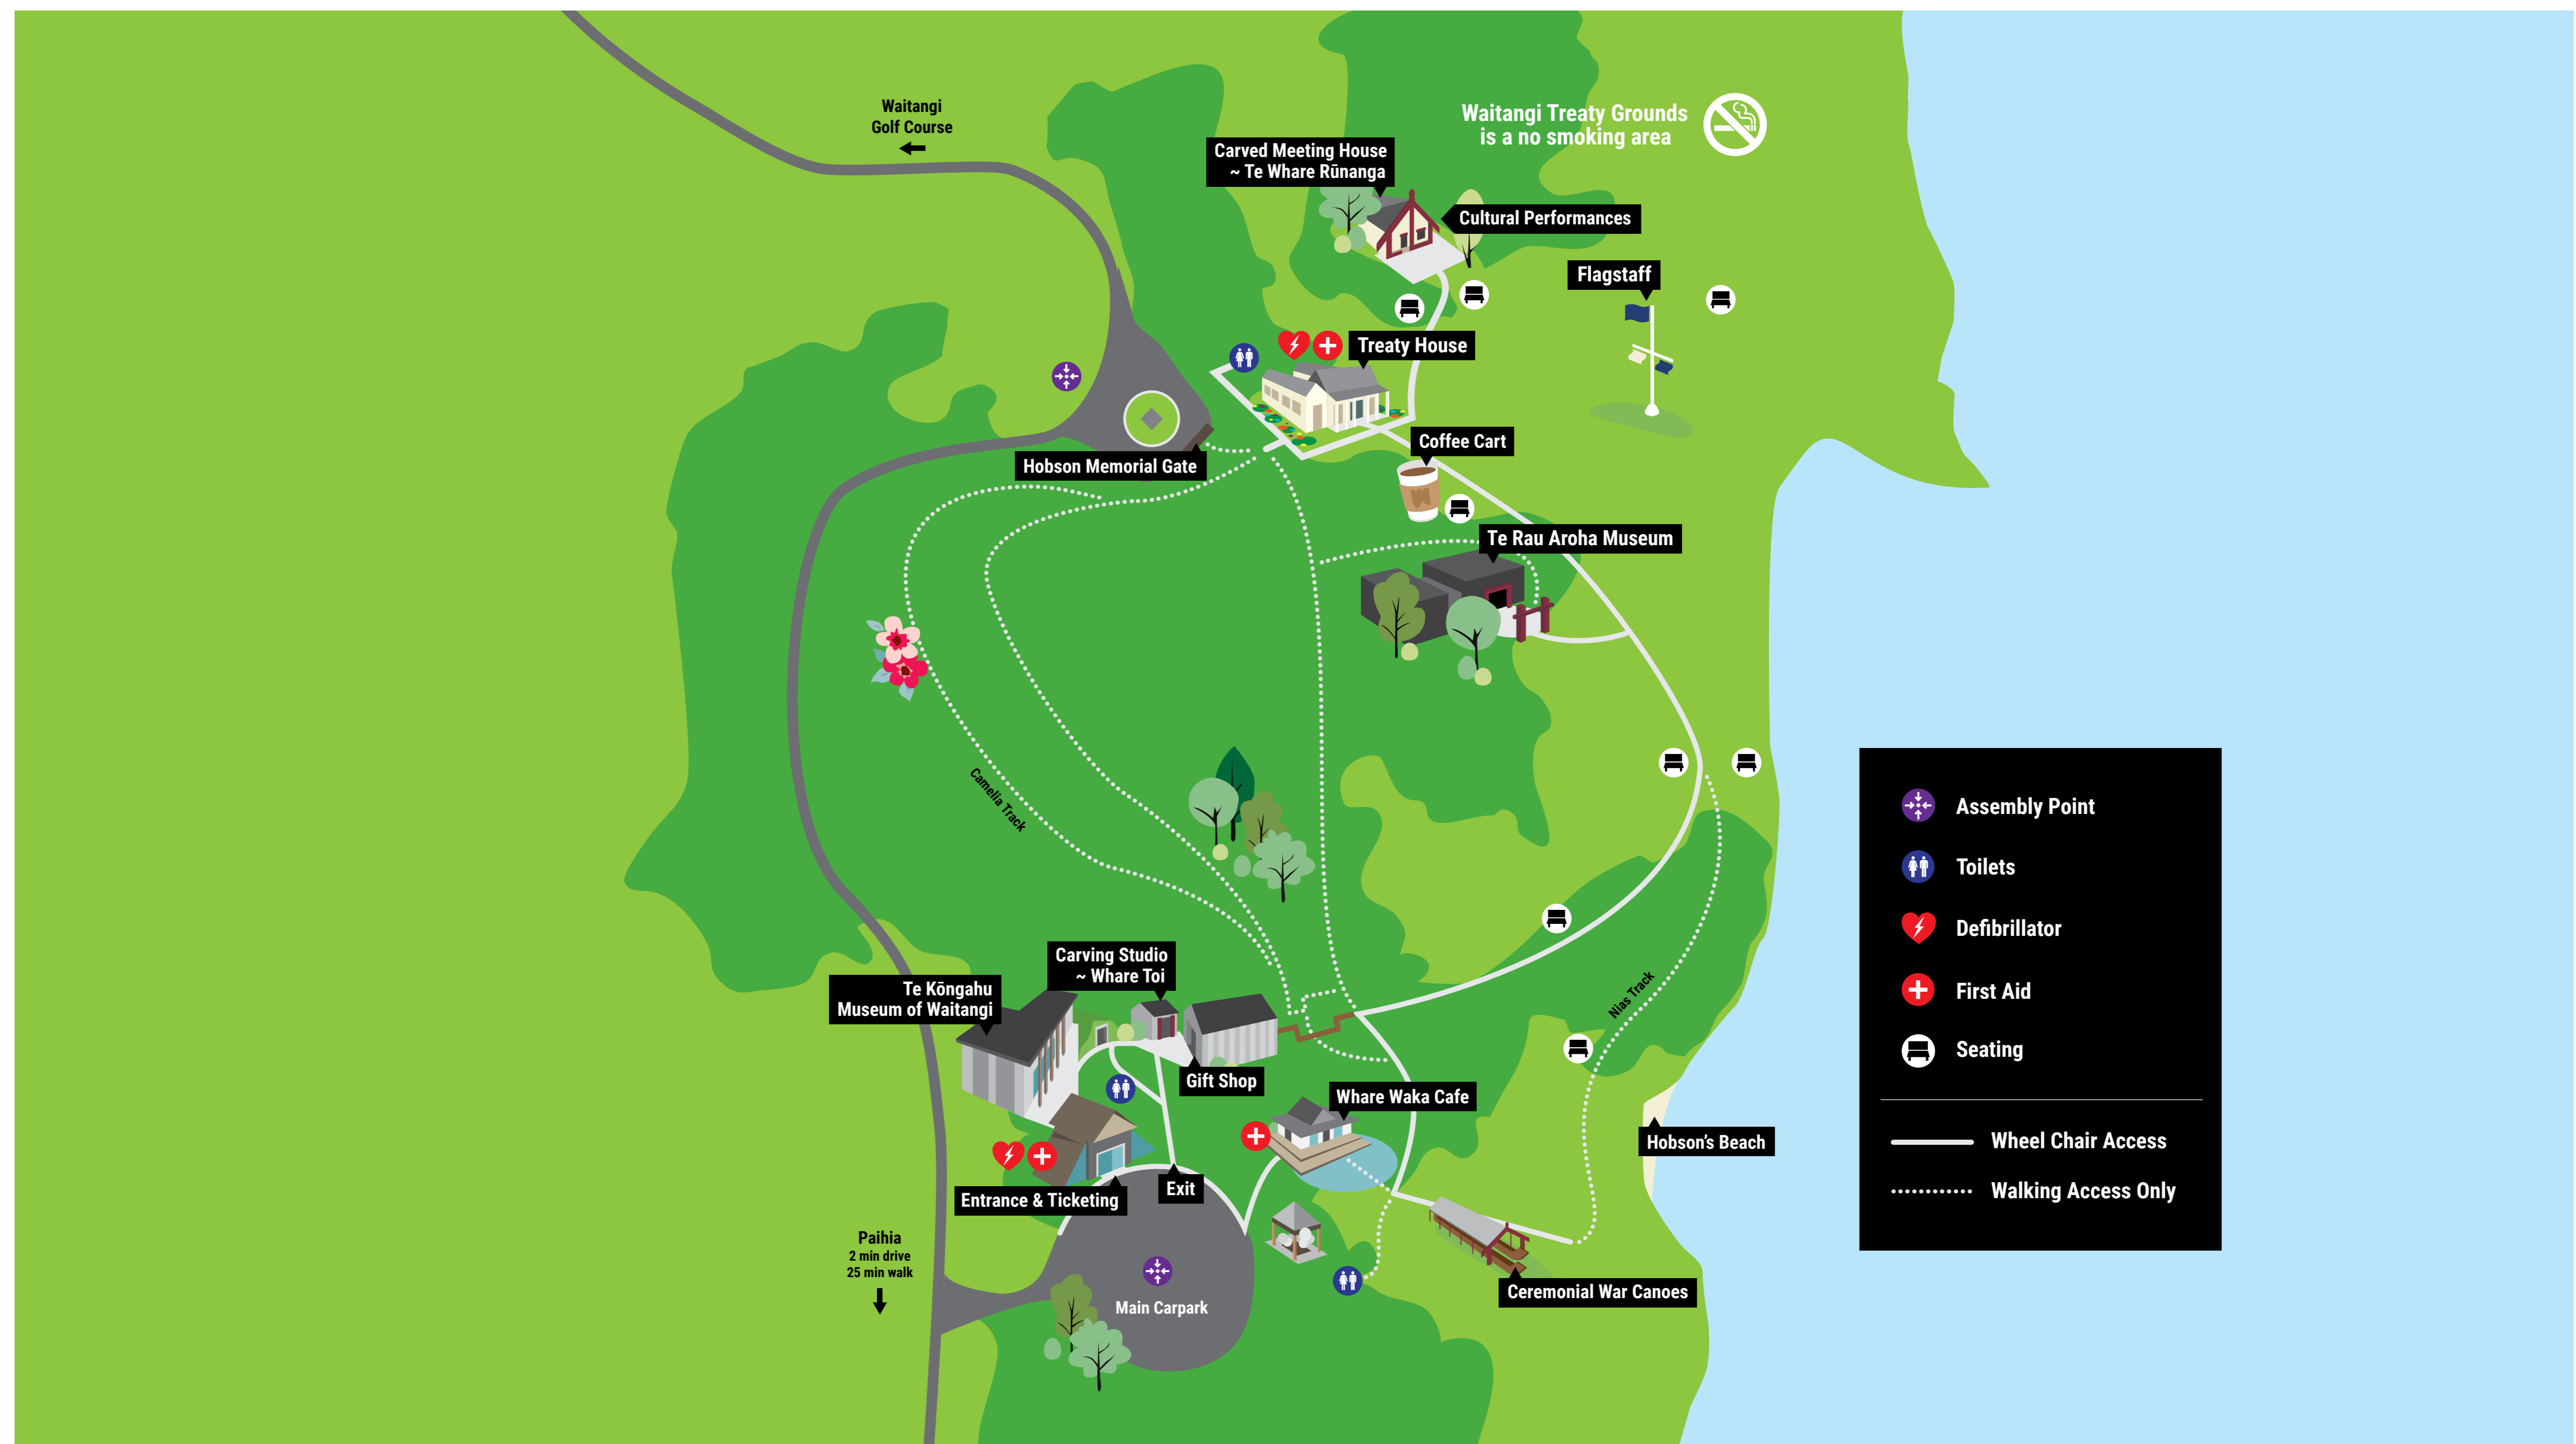 Waitangi
Golf Course
Waitangi Treaty Grounds
is a no smoking area
Carved Meeting House
~ Te Whare Rūnanga
Cultural Performances
Flagstaff
Treaty House
Coffee Cart
Hobson Memorial Gate
Te Rau Aroha Museum
Camelia Track
Carving Studio
~ Whare Toi
Te Kōngahu
Museum of Waitangi
Nias Track
Gift Shop
Whare Waka Cafe
Hobson's Beach
Entrance & Ticketing
Exit
Paihia
2 min drive
25 min walk
Main Carpark
Ceremonial War Canoes
Assembly Point
Toilets
Defibrillator
First Aid
Seating
Wheel Chair Access
Walking Access Only